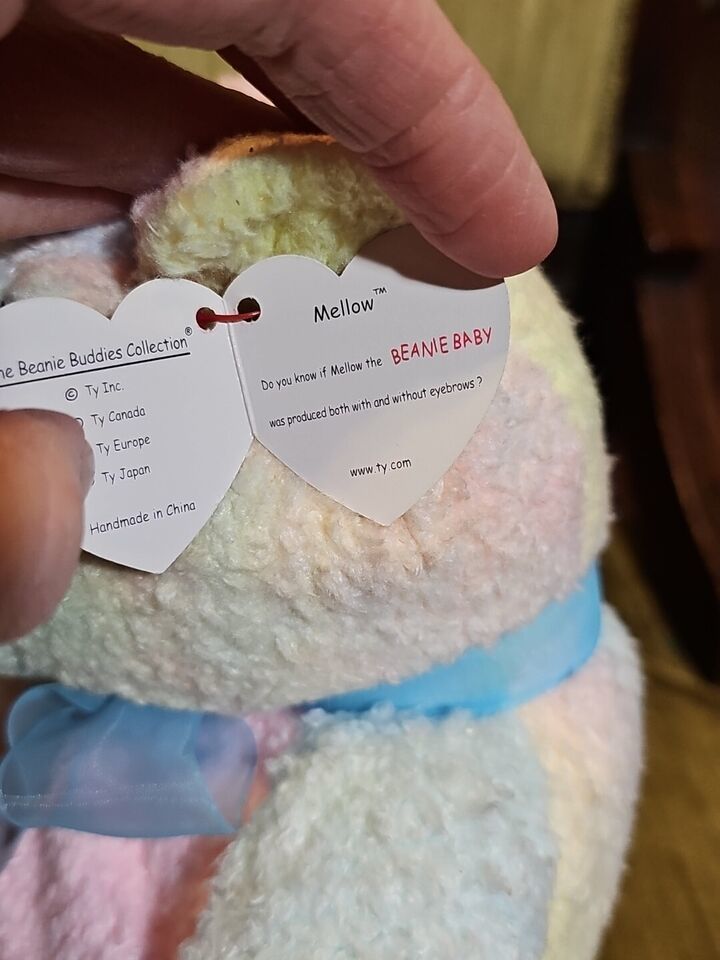 he Beanie Buddies Collection®
© Ty Inc.
Ty Canada
Ty Europe
Ty Japan
Handmade in China
Mellow™
Do you know if Mellow the BEANIE BABY
was produced both with and without eyebrows?
www.ty.com